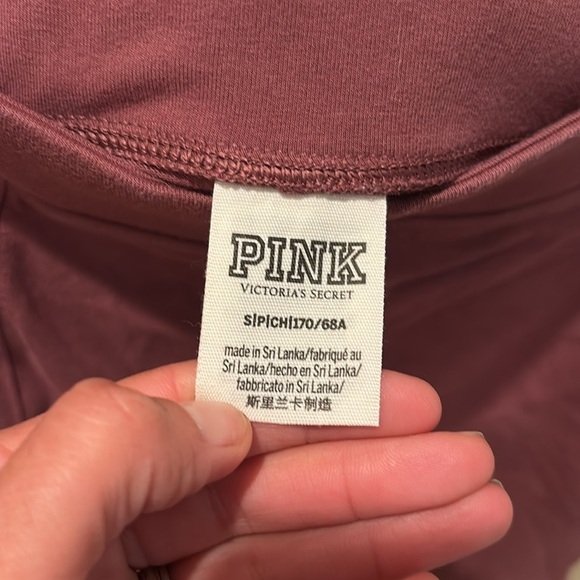 PINK
VICTORIA'S SECRET
S|P|CH|170/68A
made in Sri Lanka/fabriqué au
Sri Lanka/hecho en Sri Lanka/
fabbricato in Sri Lanka/
斯里兰卡制造